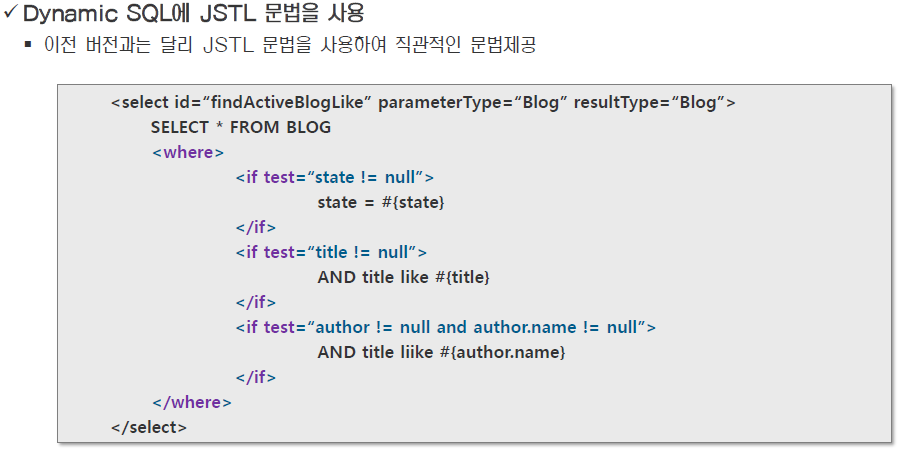 ✓ Dynamic SQL에 JSTL 문법을 사용
▪ 이전 버전과는 달리 JSTL 문법을 사용하여 직관적인 문법제공
<select id=“findActiveBlogLike” parameterType=“Blog” resultType=“Blog”>
SELECT * FROM BLOG
<where>
<if test=“state != null”>
state = #{state}
</if>
<if test=“title != null”>
AND title like #{title}
</if>
<if test=“author != null and author.name != null”>
AND title liike #{author.name}
</if>
</where>
</select>